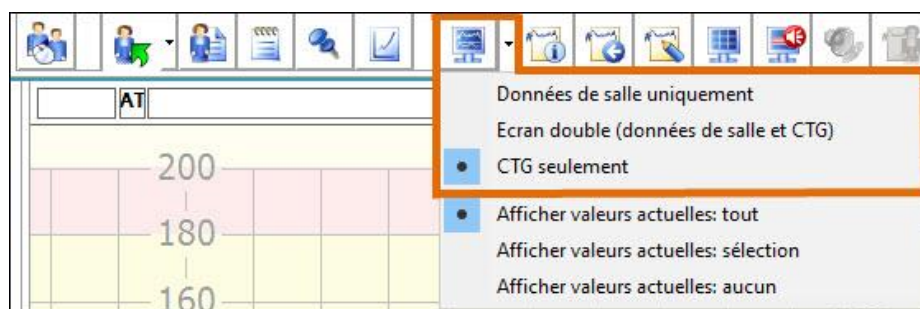 AT
200
180
160
Données de salle uniquement
Ecran double (données de salle et CTG)
CTG seulement
Afficher valeurs actuelles: tout
Afficher valeurs actuelles: sélection
Afficher valeurs actuelles: aucun